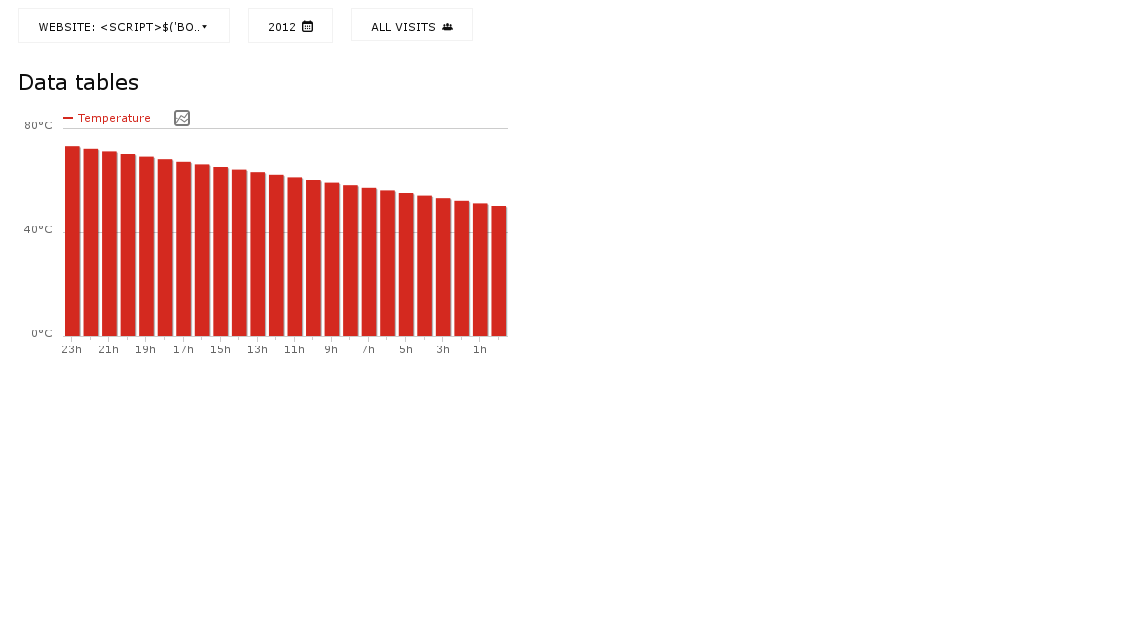 WEBSITE: <SCRIPT>$('BO..
2012
ALL VISITS
Data tables
Temperature
80°C
40°C
0°C
23h 21h 19h 17h 15h 13h 11h 9h 7h 5h 3h 1h